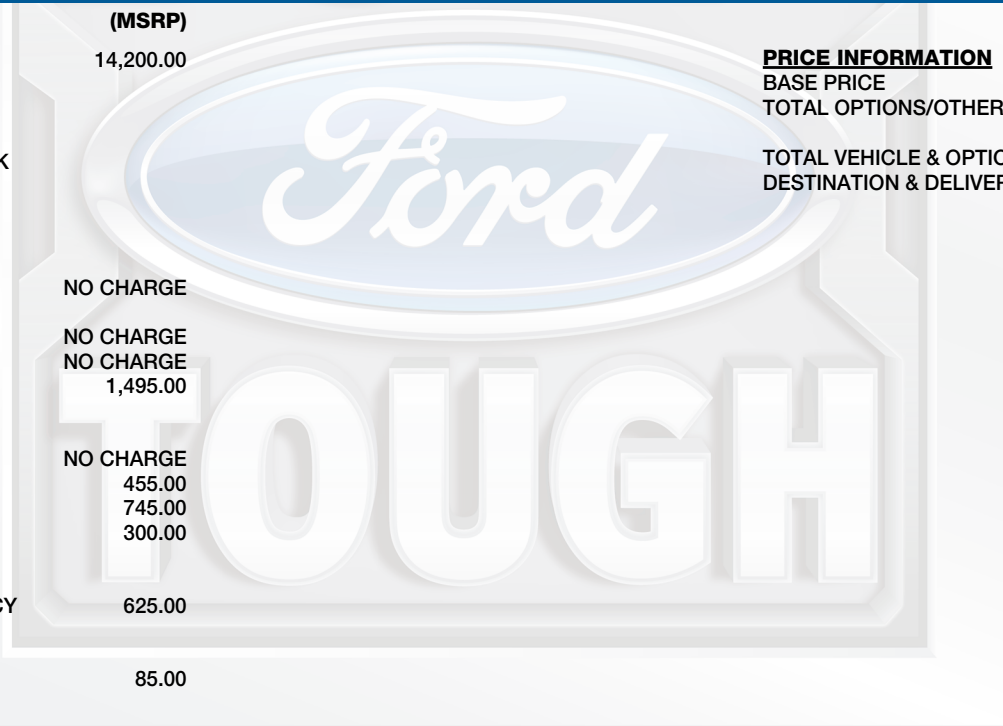 (MSRP)
14,200.00
K
NO CHARGE
NO CHARGE
NO CHARGE
1,495.00
NO CHARGE
455.00
745.00
300.00
CY 625.00
85.00
PRICE INFORMATION
BASE PRICE
TOTAL OPTIONS/OTHER
TOTAL VEHICLE & OPTIO
DESTINATION & DELIVER
Ford
TOUGH